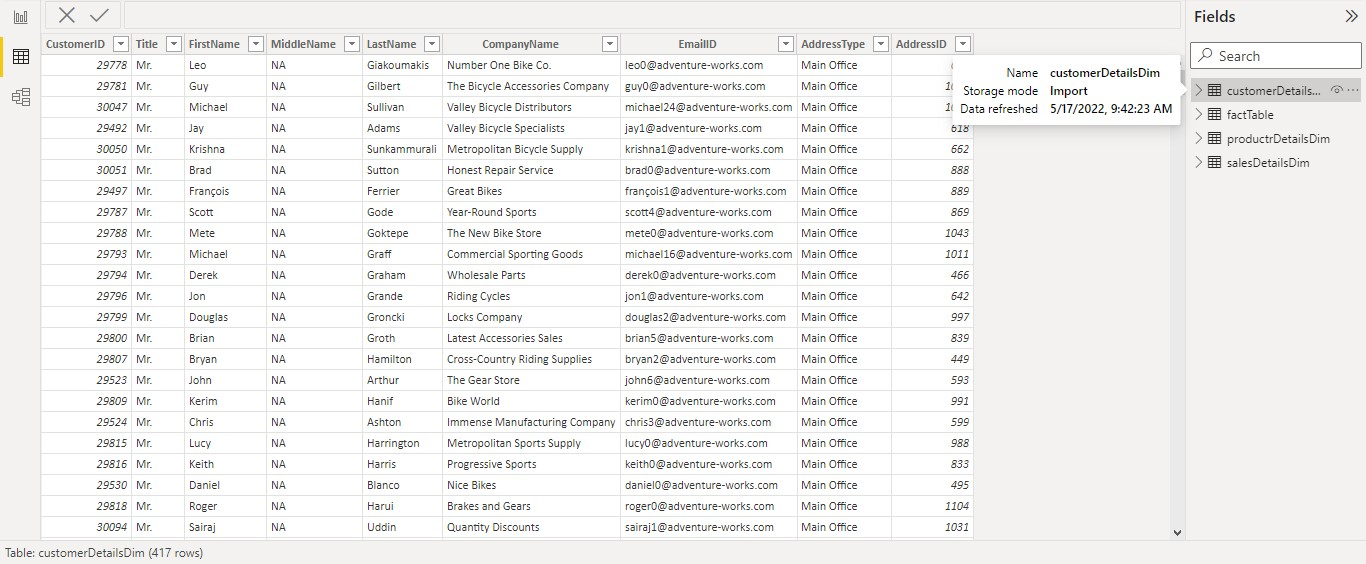 Fields
Search
CustomerID Title FirstName MiddleName LastName CompanyName EmailID AddressType AddressID
29778 Mr. Leo NA Giakoumakis Number One Bike Co. leo0@adventure-works.com Main Office
29781 Mr. Guy NA Gilbert The Bicycle Accessories Company guy0@adventure-works.com Main Office
30047 Mr. Michael NA Sullivan Valley Bicycle Distributors michael24@adventure-works.com Main Office
29492 Mr. Jay NA Adams Valley Bicycle Specialists jay1@adventure-works.com Main Office 618
30050 Mr. Krishna NA Sunkammurali Metropolitan Bicycle Supply krishna1@adventure-works.com Main Office 662
30051 Mr. Brad NA Sutton Honest Repair Service brad0@adventure-works.com Main Office 888
29497 Mr. François NA Ferrier Great Bikes françois1@adventure-works.com Main Office 889
29787 Mr. Scott NA Gode Year-Round Sports scott4@adventure-works.com Main Office 869
29788 Mr. Mete NA Goktepe The New Bike Store mete0@adventure-works.com Main Office 1043
29793 Mr. Michael NA Graff Commercial Sporting Goods michael16@adventure-works.com Main Office 1011
29794 Mr. Derek NA Graham Wholesale Parts derek0@adventure-works.com Main Office 466
29796 Mr. Jon NA Grande Riding Cycles jon1@adventure-works.com Main Office 642
29799 Mr. Douglas NA Groncki Locks Company douglas2@adventure-works.com Main Office 997
29800 Mr. Brian NA Groth Latest Accessories Sales brian5@adventure-works.com Main Office 839
29807 Mr. Bryan NA Hamilton Cross-Country Riding Supplies bryan2@adventure-works.com Main Office 449
29523 Mr. John NA Arthur The Gear Store john6@adventure-works.com Main Office 593
29809 Mr. Kerim NA Hanif Bike World kerim0@adventure-works.com Main Office 991
29524 Mr. Chris NA Ashton Immense Manufacturing Company chris3@adventure-works.com Main Office 599
29815 Mr. Lucy NA Harrington Metropolitan Sports Supply lucy0@adventure-works.com Main Office 988
29816 Mr. Keith NA Harris Progressive Sports keith0@adventure-works.com Main Office 833
29530 Mr. Daniel NA Blanco Nice Bikes daniel0@adventure-works.com Main Office 495
29818 Mr. Roger NA Harui Brakes and Gears roger0@adventure-works.com Main Office 1104
30094 Mr. Sairaj NA Uddin Quantity Discounts sairaj1@adventure-works.com Main Office 1031
Name customerDetailsDim
Storage mode Import
Data refreshed 5/17/2022, 9:42:23 AM
customerDetails...
factTable
productrDetailsDim
salesDetailsDim
Table: customerDetailsDim (417 rows)